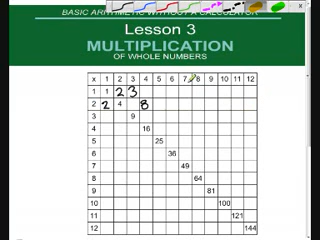 BASIC ARITHMETIC WITHOUT A CALCULATOR
Lesson 3
MULTIPLICATION
OF WHOLE NUMBERS
x 1 2 3 4 5 6 7 8 9 10 11 12
1 1 2 3
2 2 4 8
3 9
4 16
5 25
6 36
7 49
8 64
9 81
10 100
11 121
12 144